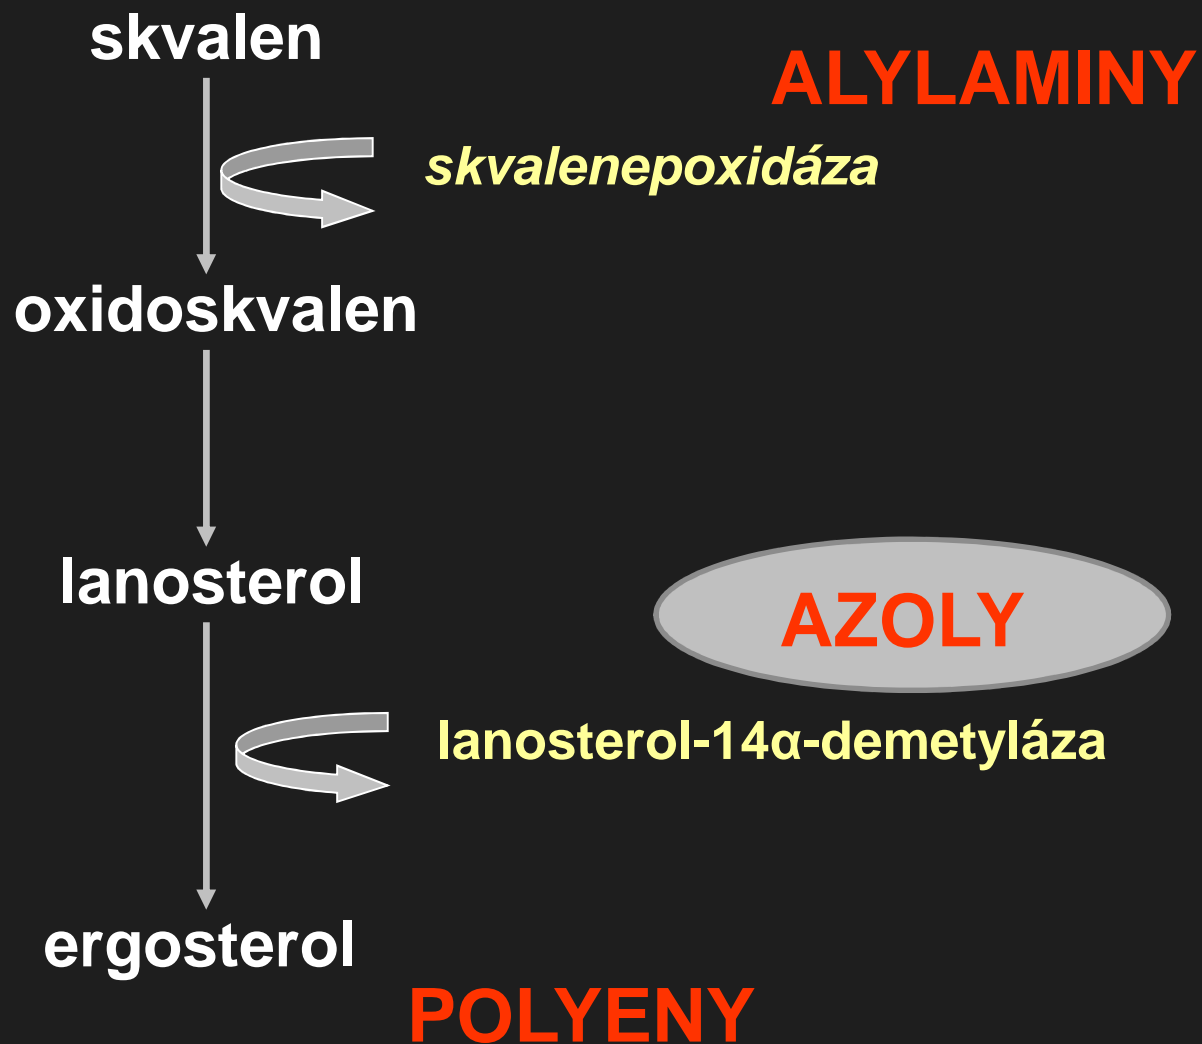 skvalen
ALYLAMINY
skvalenepoxidáza
oxidoskvalen
lanosterol
AZOLY
lanosterol-14α-demetyláza
ergosterol
POLYENY